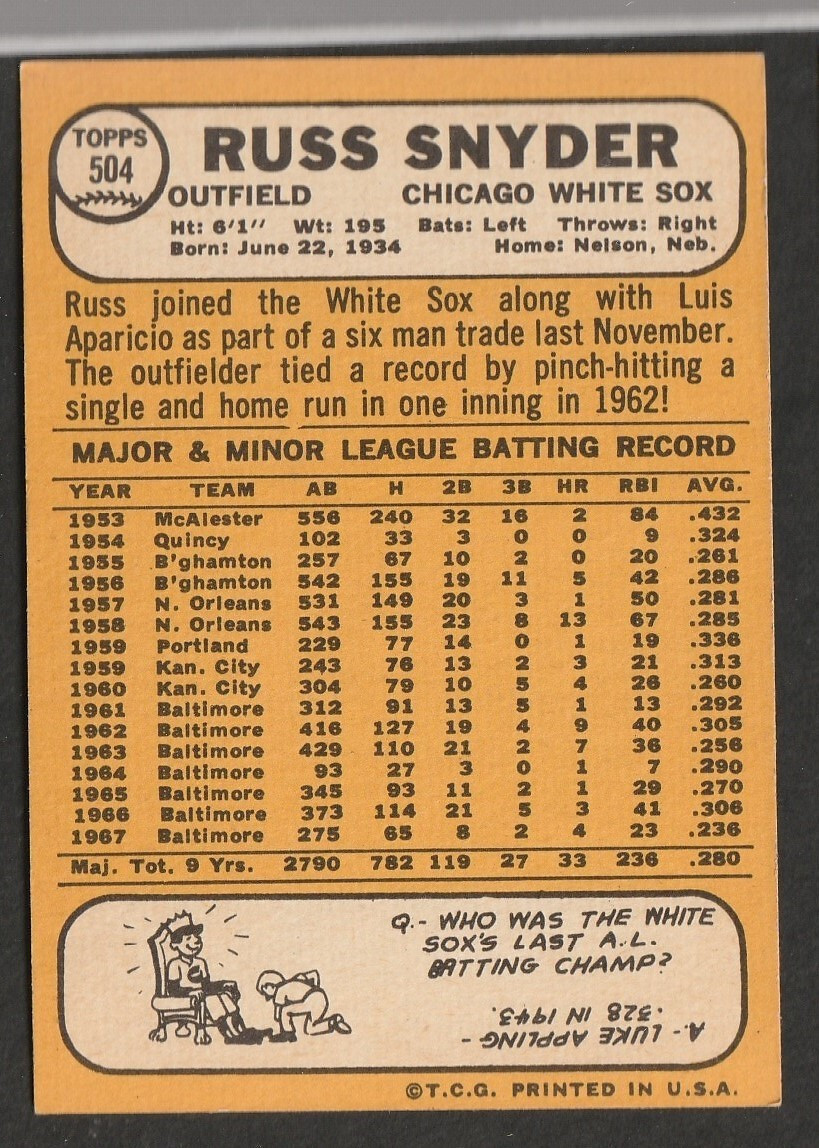 TOPPS
504
RUSS SNYDER
OUTFIELD CHICAGO WHITE SOX
Ht: 6'1" Wt: 195 Bats: Left Throws: Right
Born: June 22, 1934 Home: Nelson, Neb.
Russ joined the White Sox along with Luis
Aparicio as part of a six man trade last November.
The outfielder tied a record by pinch-hitting a
single and home run in one inning in 1962!
MAJOR & MINOR LEAGUE BATTING RECORD
YEAR TEAM AB H 2B 3B HR RBI AVG.
1953 McAlester 556 240 32 16 2 84 .432
1954 Quincy 102 33 3 0 0 9 .324
1955 B'ghamton 257 67 10 2 0 20 .261
1956 B'ghamton 542 155 19 11 5 42 .286
1957 N. Orleans 531 149 20 3 1 50 .281
1958 N. Orleans 543 155 23 8 13 67 .285
1959 Portland 229 77 14 0 1 19 .336
1959 Kan. City 243 76 13 2 3 21 .313
1960 Kan. City 304 79 10 5 4 26 .260
1961 Baltimore 312 91 13 5 1 13 .292
1962 Baltimore 416 127 19 4 9 40 .305
1963 Baltimore 429 110 21 2 7 36 .256
1964 Baltimore 93 27 3 0 1 7 .290
1965 Baltimore 345 93 11 2 1 29 .270
1966 Baltimore 373 114 21 5 3 41 .306
1967 Baltimore 275 65 8 2 4 23 .236
Maj. Tot. 9 Yrs. 2790 782 119 27 33 236 .280
Q.- WHO WAS THE WHITE
SOX'S LAST A.L.
BATTING CHAMP?
A.- LUKE APPLING -
.328 IN 1943.
©T.C.G. PRINTED IN U.S.A.